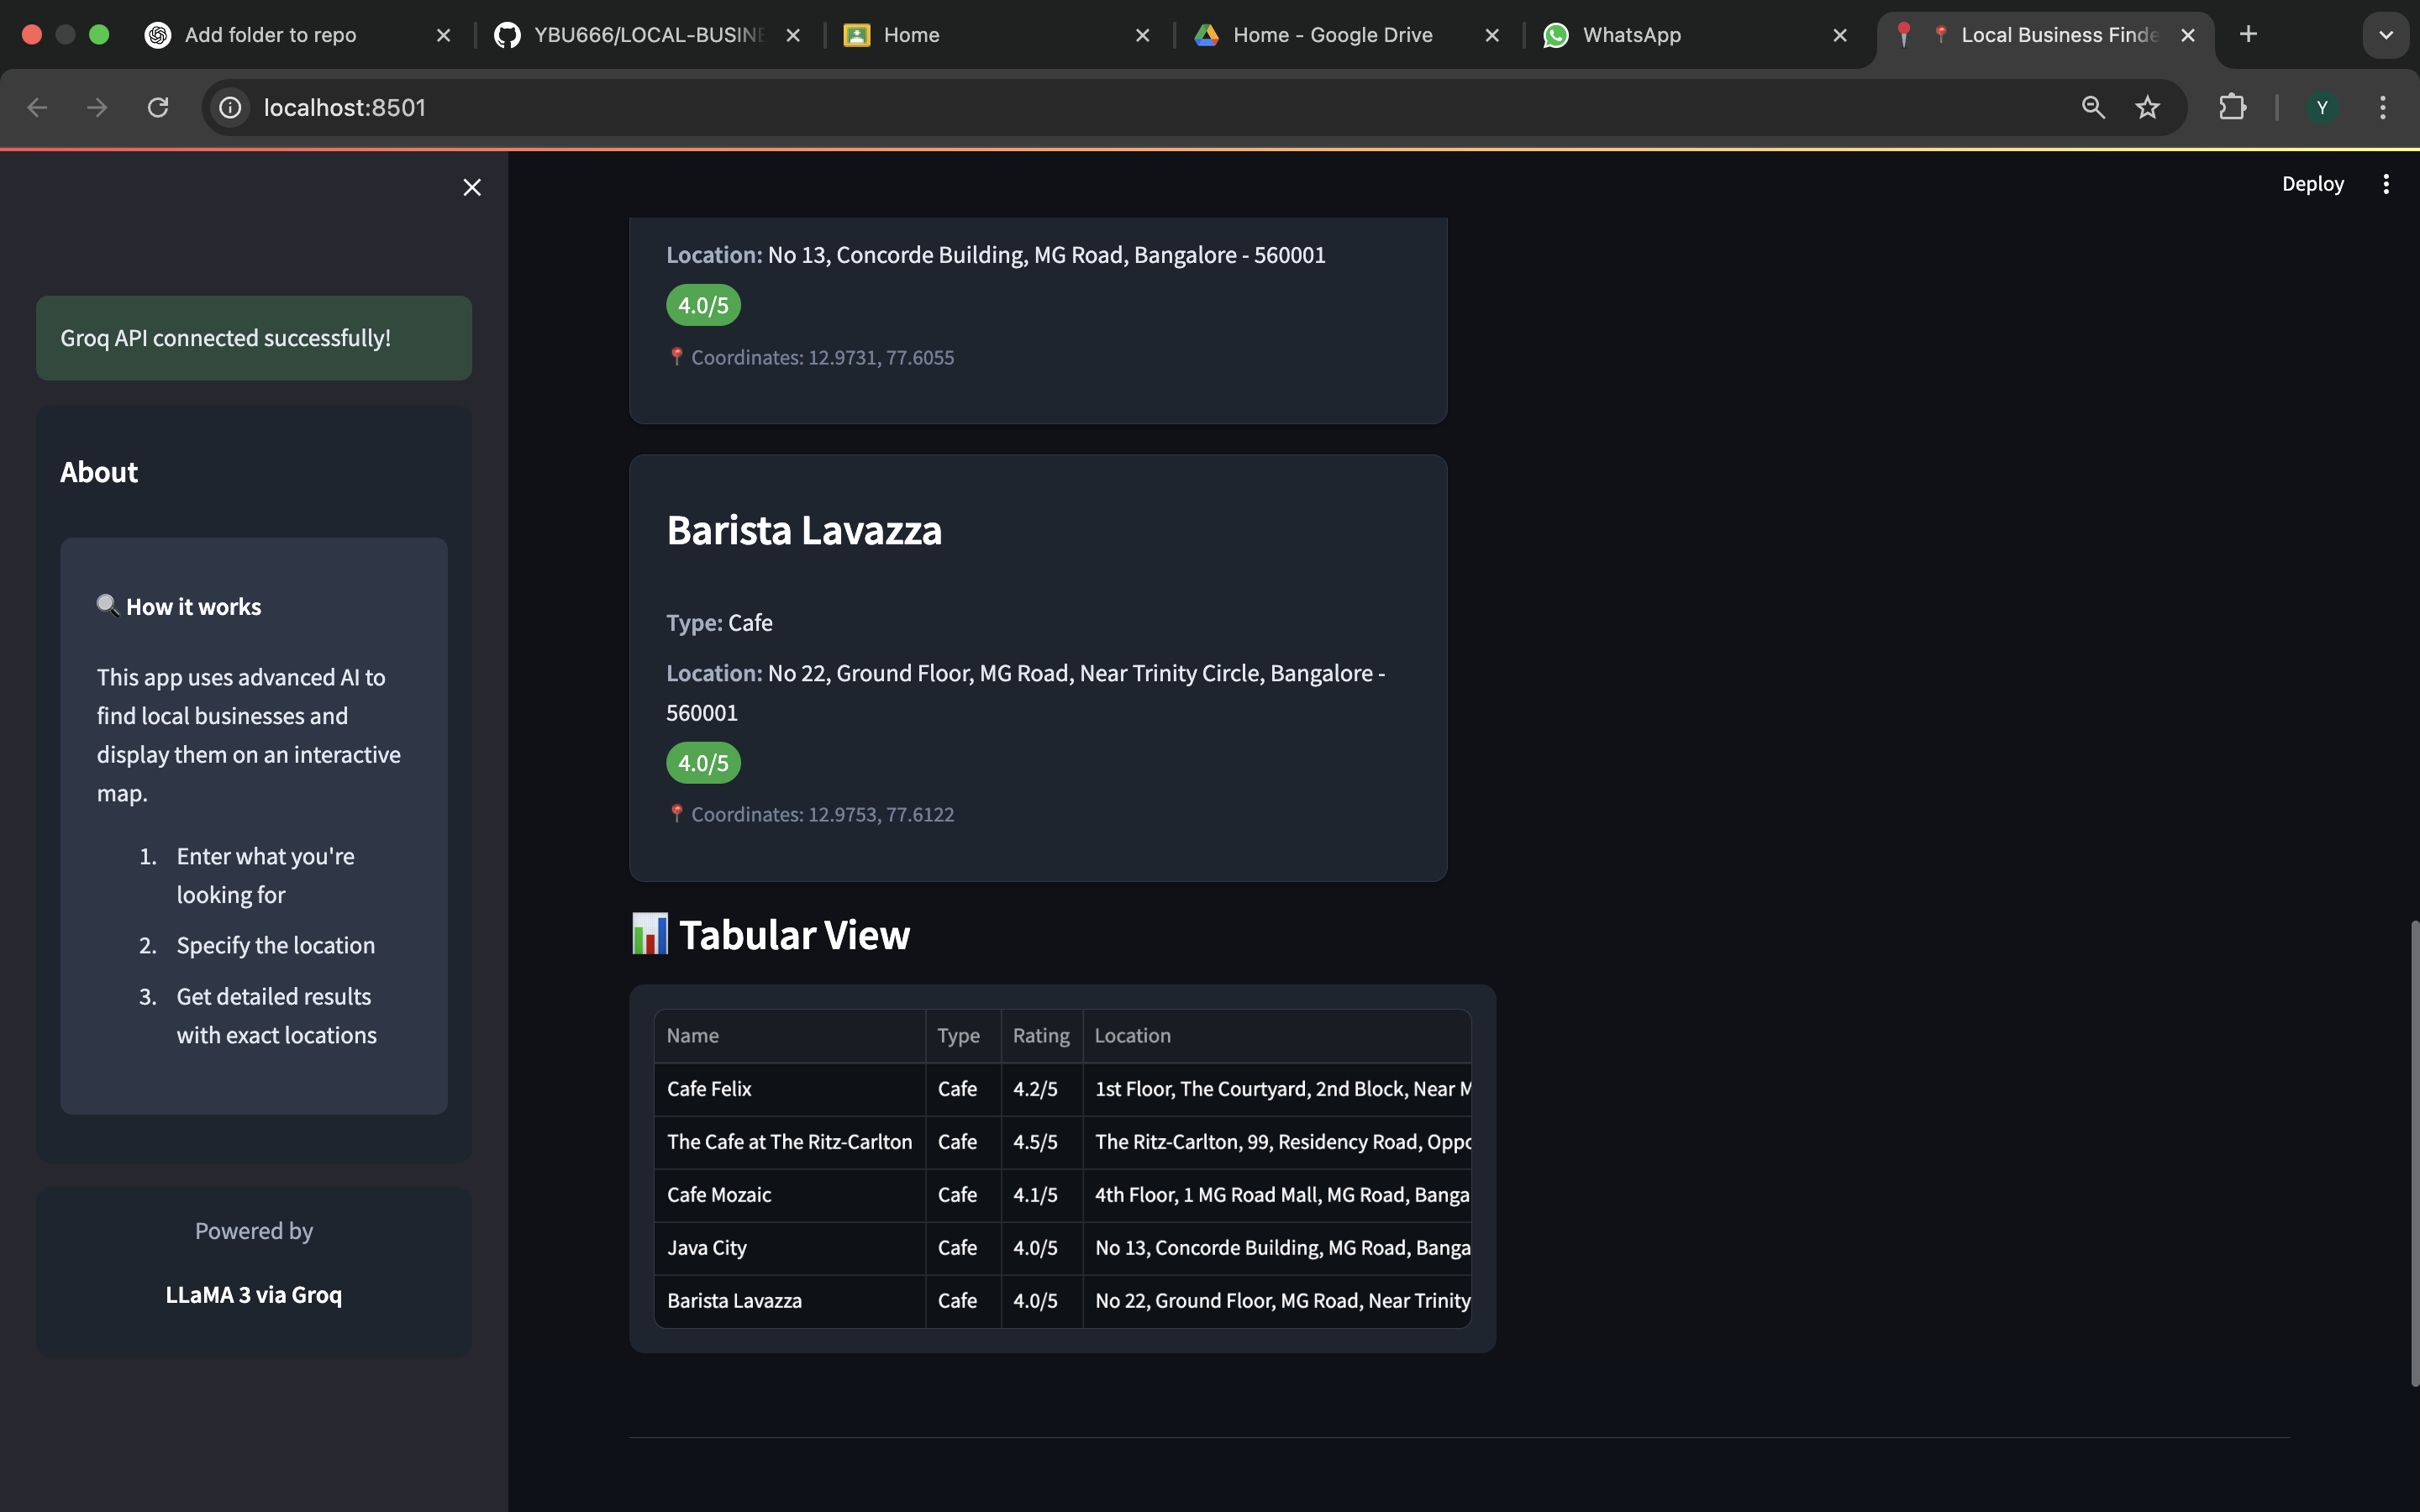 Add folder to repo
YBU666/LOCAL-BUSINE
Home
Home - Google Drive
WhatsApp
Local Business Finde
localhost:8501
Y
Deploy
Groq API connected successfully!
About
🔍 How it works
This app uses advanced AI to
find local businesses and
display them on an interactive
map.
1. Enter what you're
looking for
2. Specify the location
3. Get detailed results
with exact locations
Powered by
LLaMA 3 via Groq
Location: No 13, Concorde Building, MG Road, Bangalore - 560001
4.0/5
📍 Coordinates: 12.9731, 77.6055
Barista Lavazza
Type: Cafe
Location: No 22, Ground Floor, MG Road, Near Trinity Circle, Bangalore -
560001
4.0/5
📍 Coordinates: 12.9753, 77.6122
📊 Tabular View
Name Type Rating Location
Cafe Felix Cafe 4.2/5 1st Floor, The Courtyard, 2nd Block, Near M
The Cafe at The Ritz-Carlton Cafe 4.5/5 The Ritz-Carlton, 99, Residency Road, Oppo
Cafe Mozaic Cafe 4.1/5 4th Floor, 1 MG Road Mall, MG Road, Banga
Java City Cafe 4.0/5 No 13, Concorde Building, MG Road, Banga
Barista Lavazza Cafe 4.0/5 No 22, Ground Floor, MG Road, Near Trinity